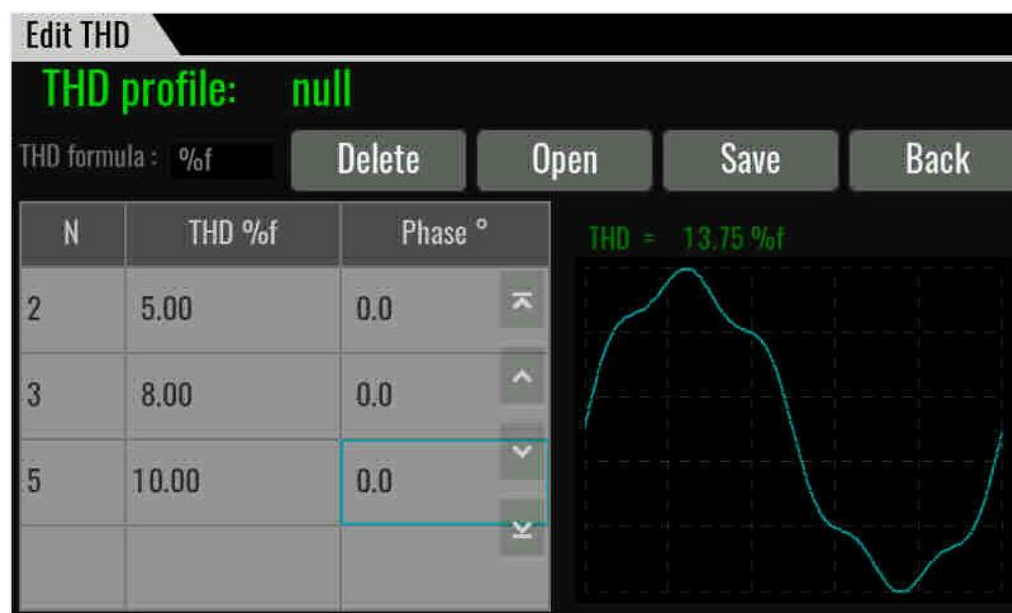 Edit THD
THD profile: null
THD formula : %f Delete Open Save Back
N THD %f Phase °
THD = 13.75 %f
2 5.00 0.0
3 8.00 0.0
5 10.00 0.0